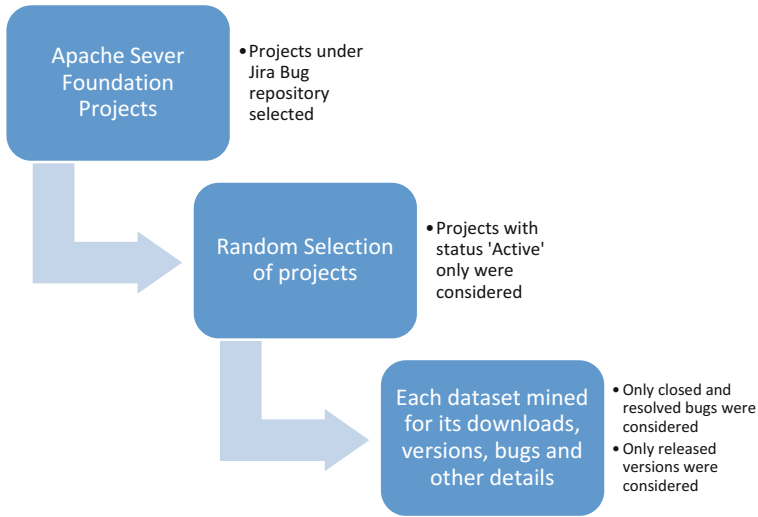 Apache Sever
Foundation
Projects
•Projects under
Jira Bug
repository
selected
Random Selection
of projects
•Projects with
status 'Active'
only were
considered
Each dataset mined
for its downloads,
versions, bugs and
other details
• Only closed and
resolved bugs were
considered
• Only released
versions were
considered